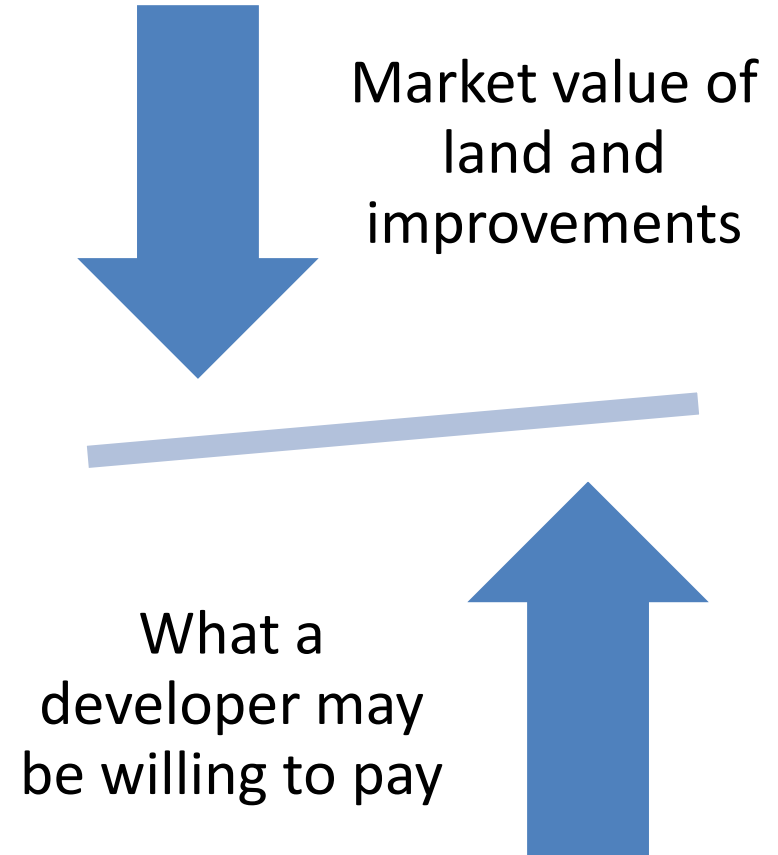 Market value of
land and
improvements
What a
developer may
be willing to pay